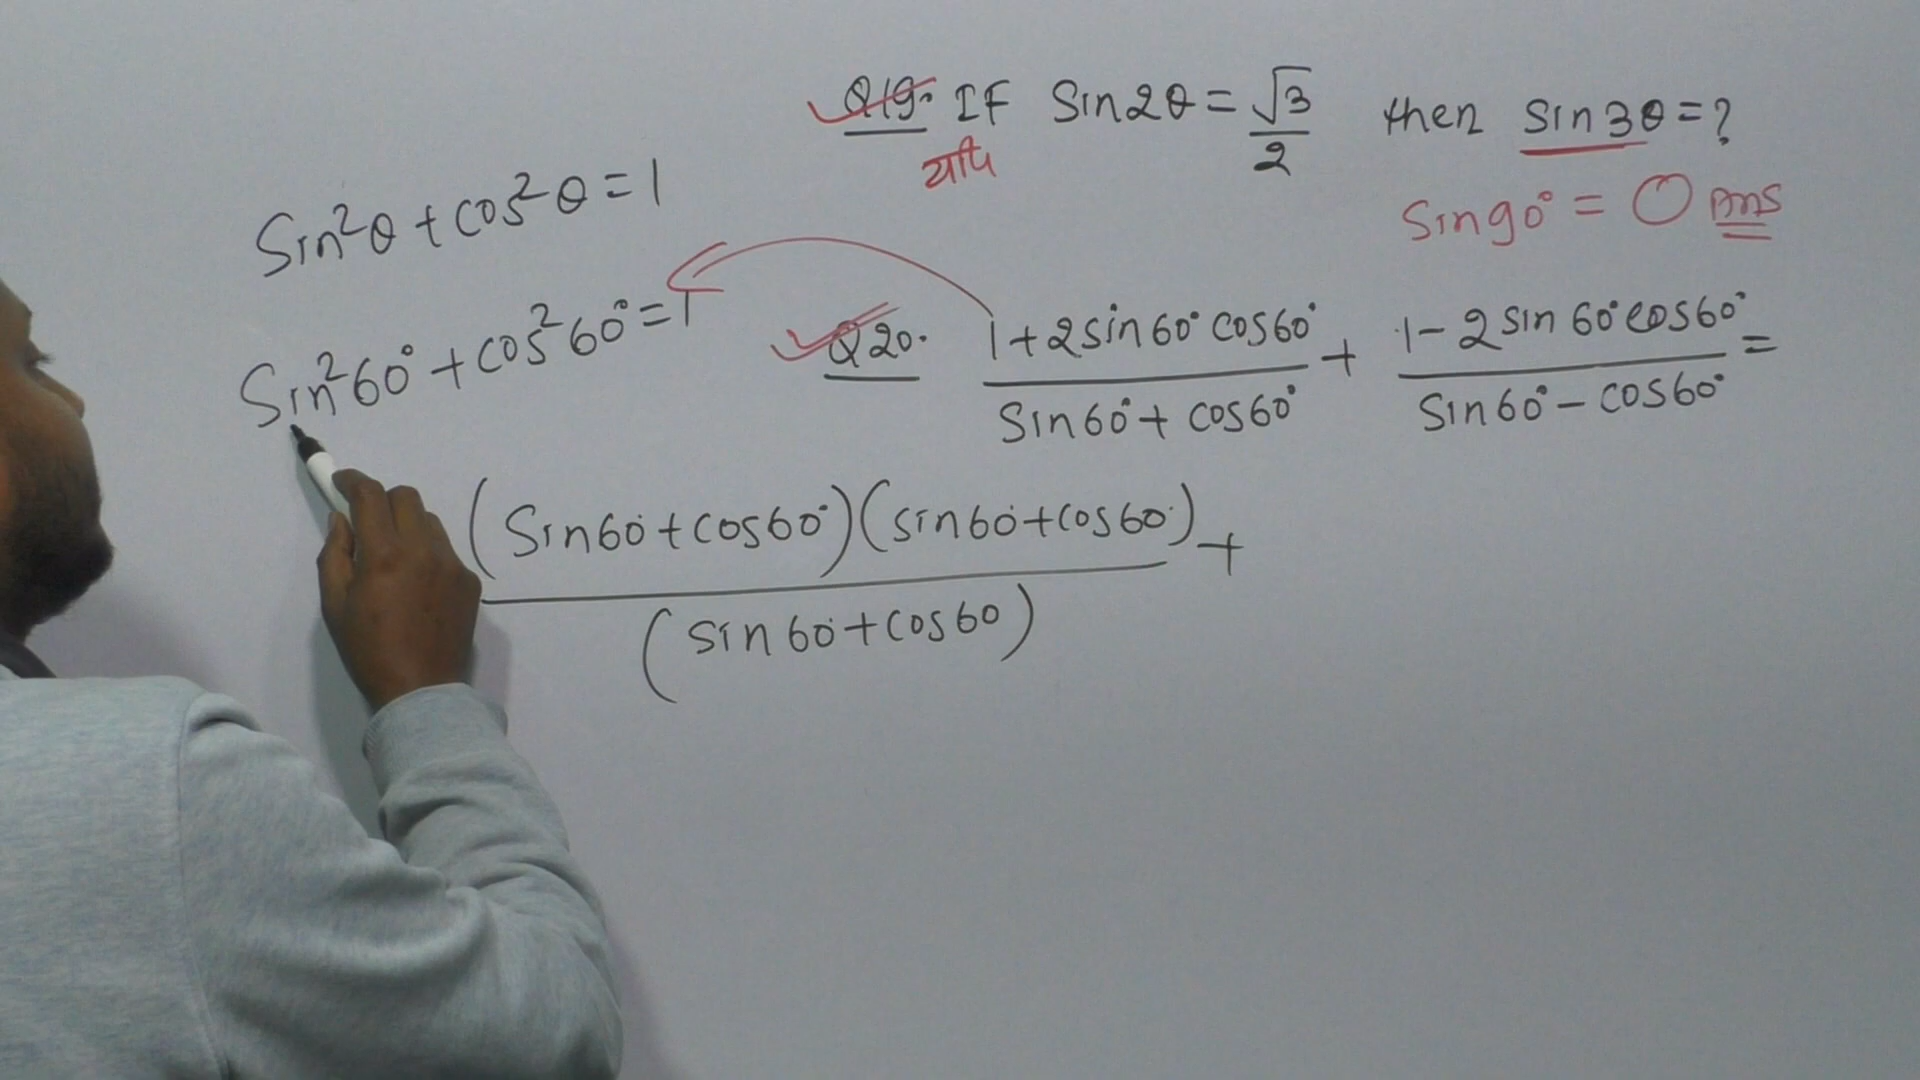 Q19. IF Sin2θ = √3/2 then Sin3θ = ?
यदि
Sin90° = 0 Ans
Sin²θ + cos²θ = 1
Sin²60° + cos²60° = 1
Q20. 1+2sin60°cos60°/Sin60°+cos60° + 1-2sin60°cos60°/Sin60°-cos60° =
(Sin60°+cos60°)(sin60°+cos60°) +
(sin60°+cos60)